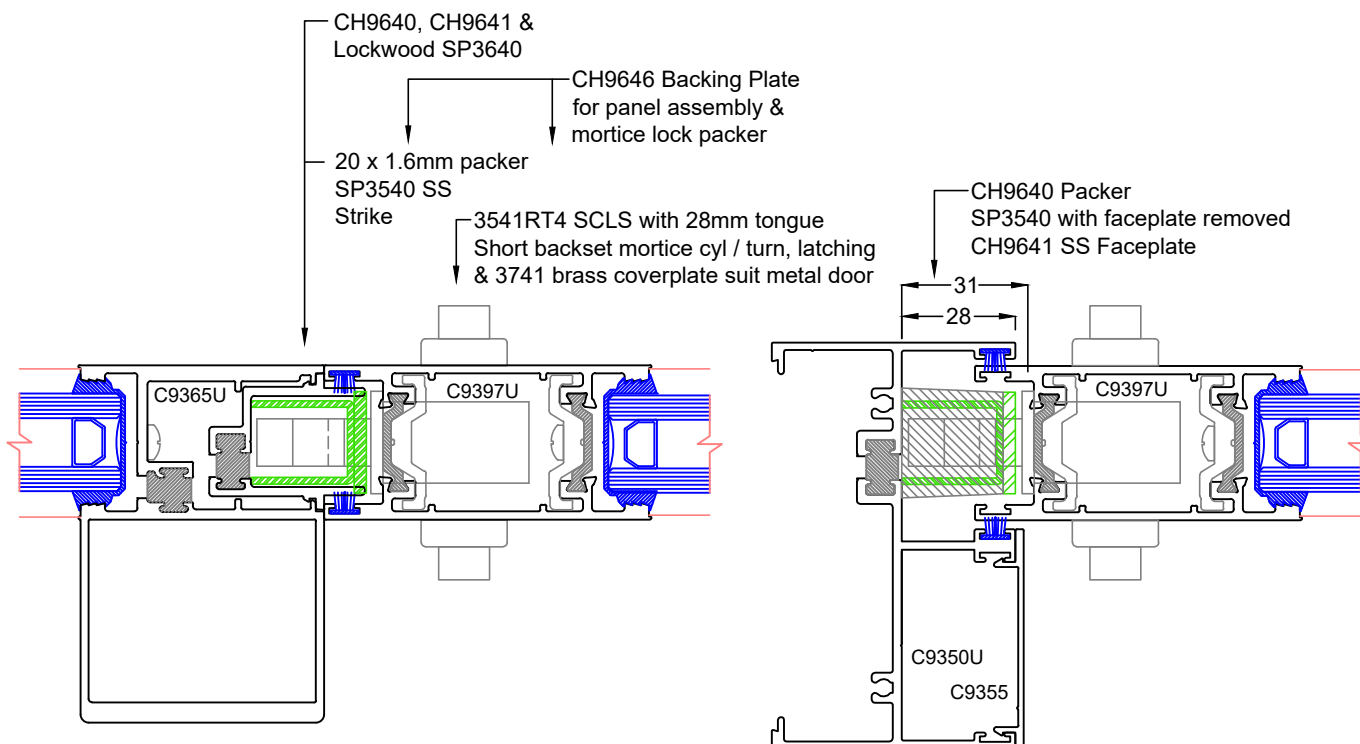 CH9640, CH9641 &
Lockwood SP3640
CH9646 Backing Plate
for panel assembly &
mortice lock packer
20 x 1.6mm packer
SP3540 SS
Strike
3541RT4 SCLS with 28mm tongue
Short backset mortice cyl / turn, latching
& 3741 brass coverplate suit metal door
CH9640 Packer
SP3540 with faceplate removed
CH9641 SS Faceplate
31
28
C9365U
C9397U
C9397U
C9350U
C9355